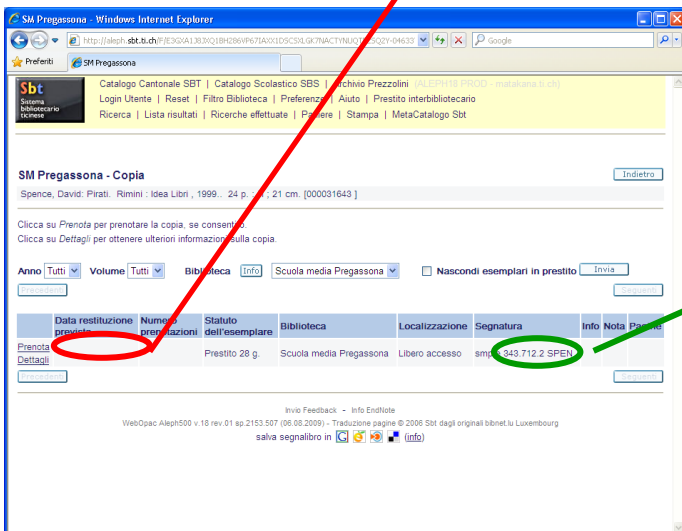 SM Pregassona - Windows Internet Explorer
Google
Preferiti SM Pregassona
Sbt
Sistema
bibliotecario
ticinese
Catalogo Cantonale SBT | Catalogo Scolastico SBS | Archivio Prezzolini (ALEPH18 PROD - matakana.ti.ch)
Login Utente | Reset | Filtro Biblioteca | Preferenze | Aiuto | Prestito interbibliotecario
Ricerca | Lista risultati | Ricerche effettuate | Paniere | Stampa | MetaCatalogo Sbt
SM Pregassona - Copia Indietro
Spence, David: Pirati. Rimini : Idea Libri , 1999.. 24 p. ; 21 cm. [000031643 ]
Clicca su Prenota per prenotare la copia, se consentito.
Clicca su Dettagli per ottenere ulteriori informazioni sulla copia.
Anno Tutti Volume Tutti Biblioteca Info Scuola media Pregassona Nascondi esemplari in prestito Invia
Precedenti Seguenti
Data restituzione prevista Numero prenotazioni Statuto dell'esemplare Biblioteca Localizzazione Segnatura Info Nota Pagine
Prenota
Dettagli
Prestito 28 g. Scuola media Pregassona Libero accesso 343.712.2 SPEN
Precedenti Seguenti
Invio Feedback - Info EndNote
WebOpac Aleph500 v.18 rev.01 sp.2153.507 (06.08.2009) - Traduzione pagine © 2006 Sbt dagli originali bibnet.lu Luxembourg
salva segnalibro in (info)